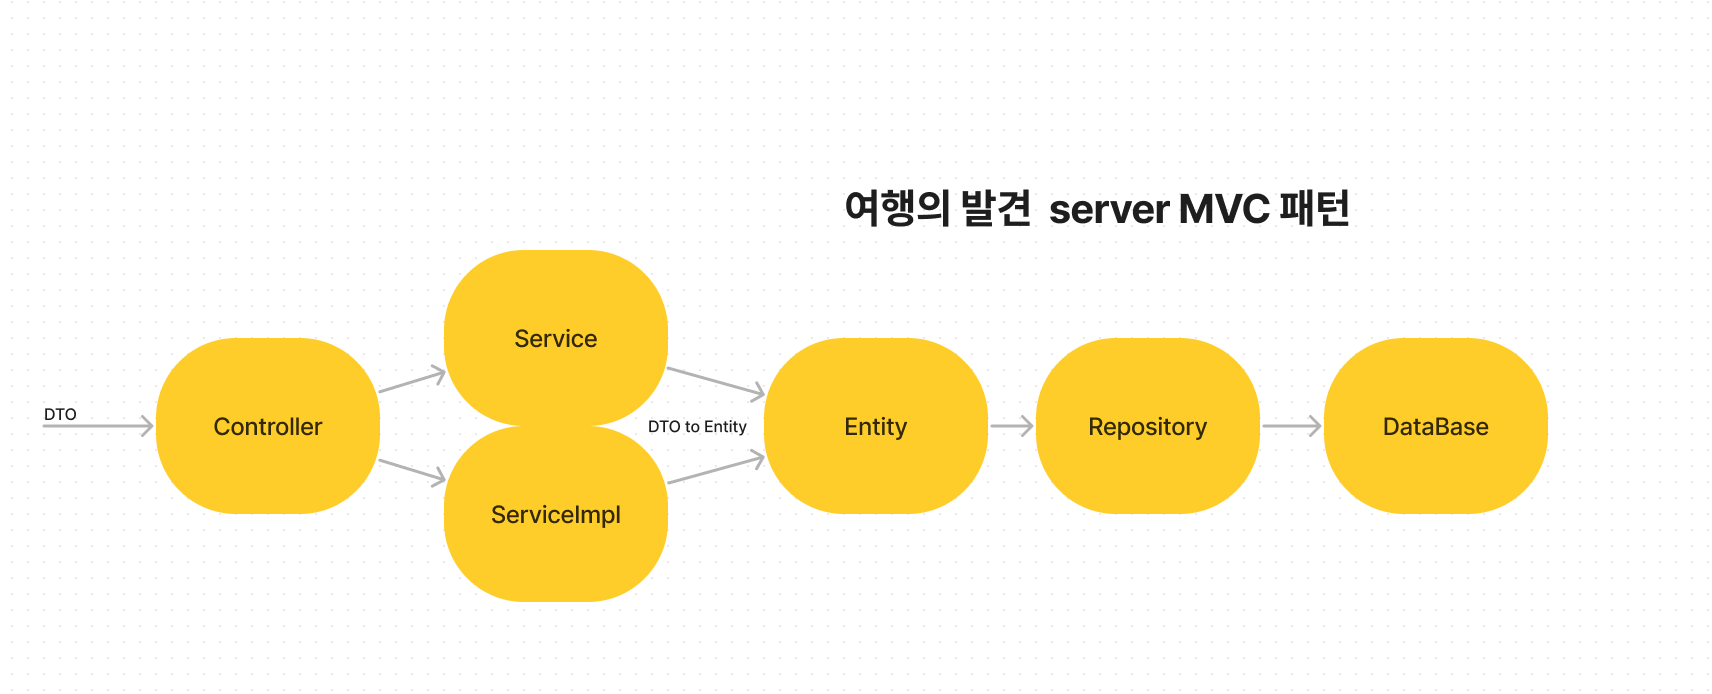 여행의 발견 server MVC 패턴
DTO
Controller
Service
ServiceImpl
DTO to Entity
Entity
Repository
DataBase